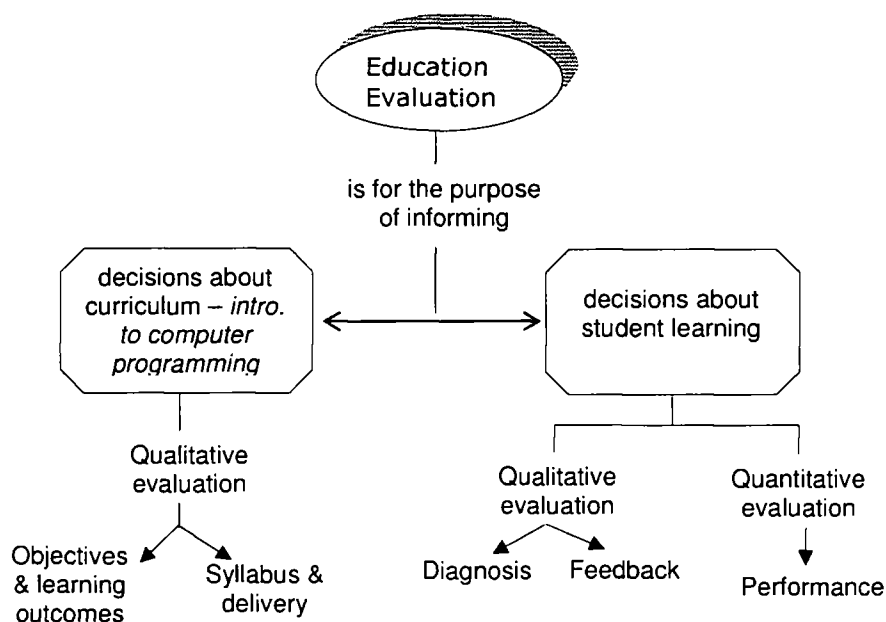 Education
Evaluation
is for the purpose
of informing
decisions about
curriculum – intro.
to computer
programming
decisions about
student learning
Qualitative
evaluation
Objectives
& learning
outcomes
Syllabus &
delivery
Qualitative
evaluation
Diagnosis
Feedback
Quantitative
evaluation
Performance